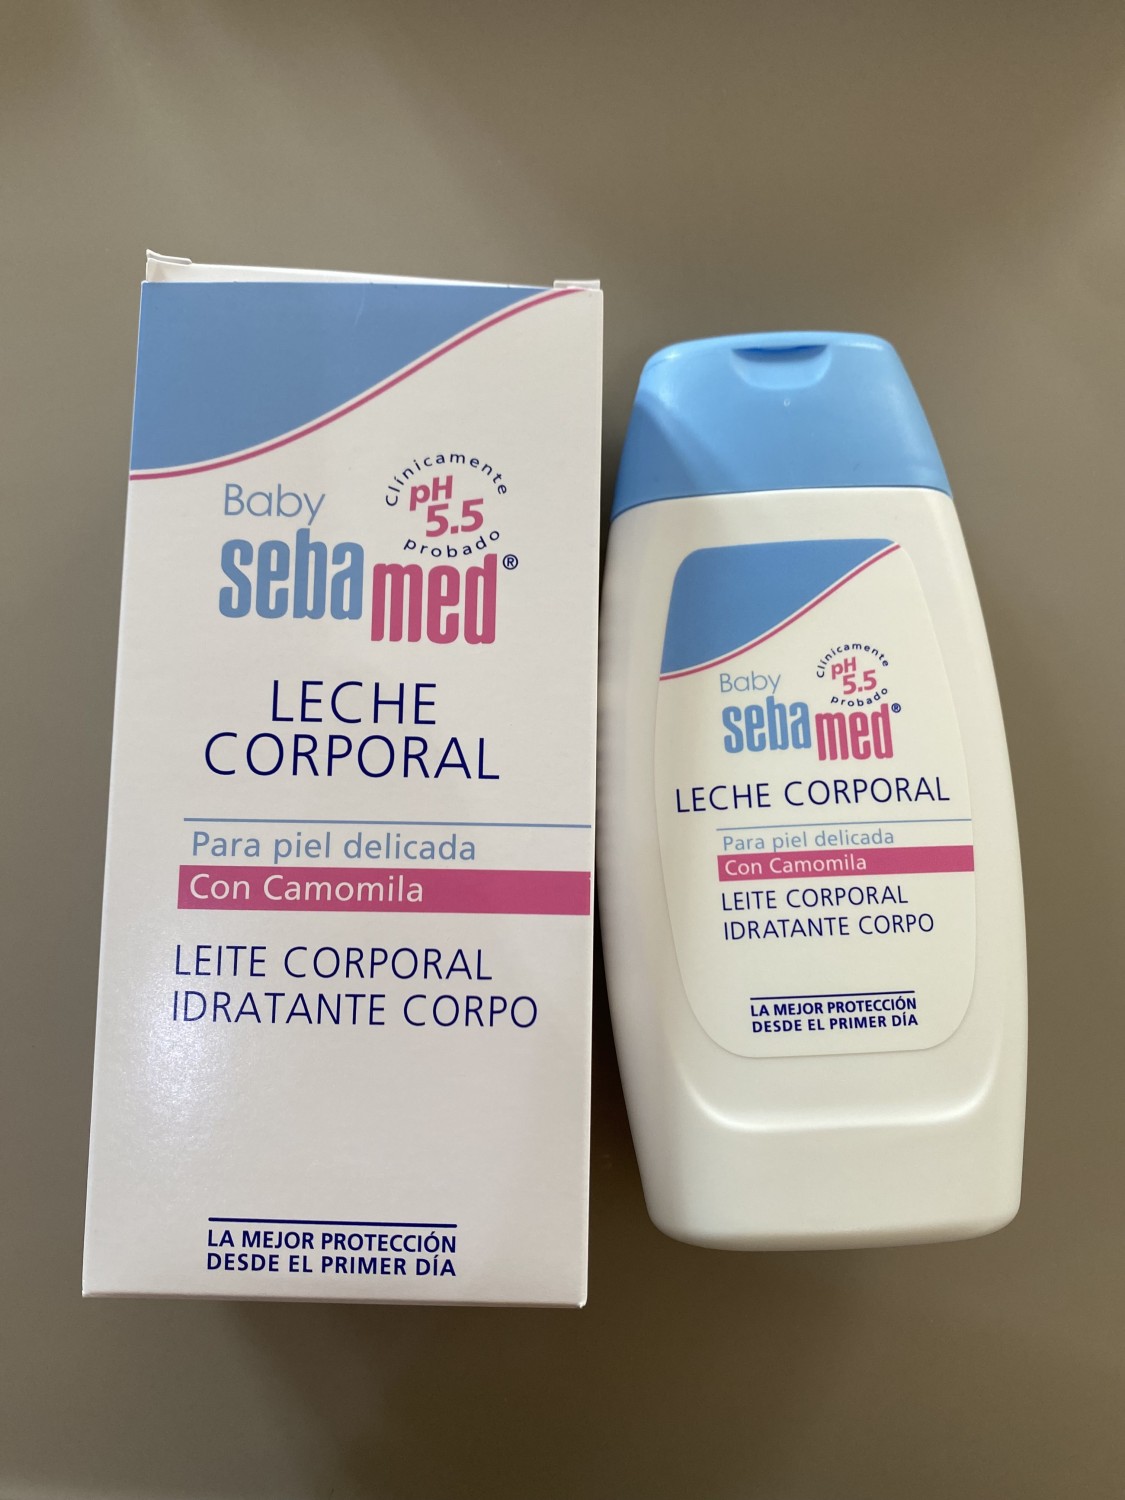 Baby
Clínicamente
pH
5.5
probado
sebamed®
LECHE
CORPORAL
Para piel delicada
Con Camomila
LEITE CORPORAL
IDRATANTE CORPO
LA MEJOR PROTECCIÓN
DESDE EL PRIMER DÍA
Baby
Clínicamente
pH
5.5
probado
sebamed®
LECHE CORPORAL
Para piel delicada
Con Camomila
LEITE CORPORAL
IDRATANTE CORPO
LA MEJOR PROTECCIÓN
DESDE EL PRIMER DÍA